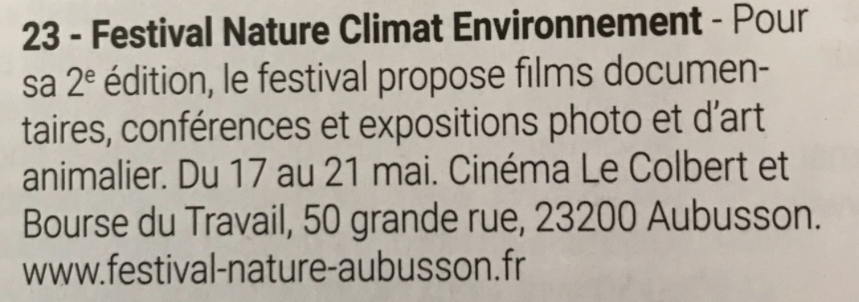 23 - Festival Nature Climat Environnement - Pour
sa 2e édition, le festival propose films documen-
taires, conférences et expositions photo et d'art
animalier. Du 17 au 21 mai. Cinéma Le Colbert et
Bourse du Travail, 50 grande rue, 23200 Aubusson.
www.festival-nature-aubusson.fr